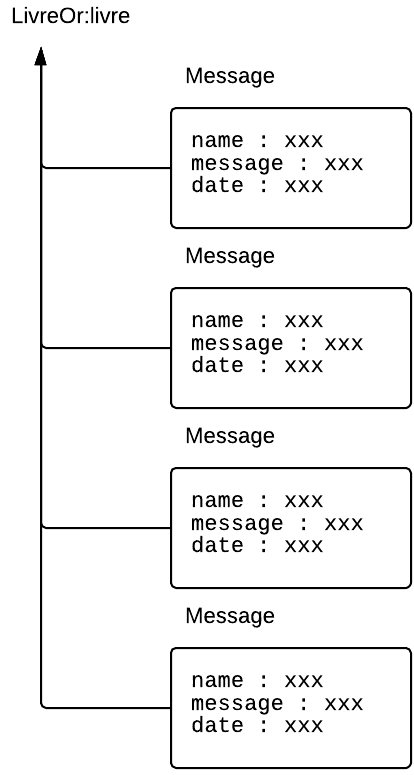 LivreOr:livre
Message
name : xxx
message : xxx
date : xxx
Message
name : xxx
message : xxx
date : xxx
Message
name : xxx
message : xxx
date : xxx
Message
name : xxx
message : xxx
date : xxx